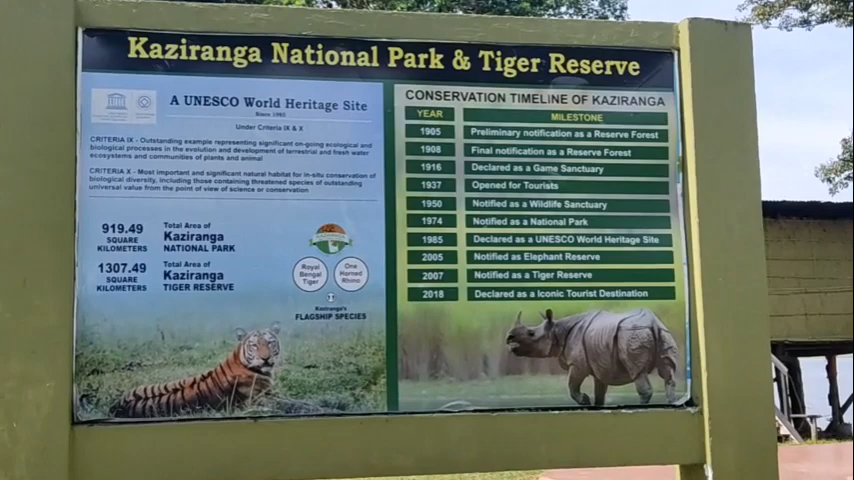 Kaziranga National Park & Tiger Reserve
A UNESCO World Heritage Site
Since 1985
Under Criteria IX & X
CRITERIA IX - Outstanding example representing significant on-going ecological and
biological processes in the evolution and development of terrestrial and fresh water
ecosystems and communities of plants and animal
CRITERIA X - Most important and significant natural habitat for in-situ conservation of
biological diversity, including those containing threatened species of outstanding
universal value from the point of view of science or conservation
919.49
SQUARE
KILOMETERS
Total Area of
Kaziranga
NATIONAL PARK
1307.49
SQUARE
KILOMETERS
Total Area of
Kaziranga
TIGER RESERVE
Royal
Bengal
Tiger
One
Horned
Rhino
Kaziranga's
FLAGSHIP SPECIES
CONSERVATION TIMELINE OF KAZIRANGA
YEAR MILESTONE
1905 Preliminary notification as a Reserve Forest
1908 Final notification as a Reserve Forest
1916 Declared as a Game Sanctuary
1937 Opened for Tourists
1950 Notified as a Wildlife Sanctuary
1974 Notified as a National Park
1985 Declared as a UNESCO World Heritage Site
2005 Notified as Elephant Reserve
2007 Notified as a Tiger Reserve
2018 Declared as a Iconic Tourist Destination